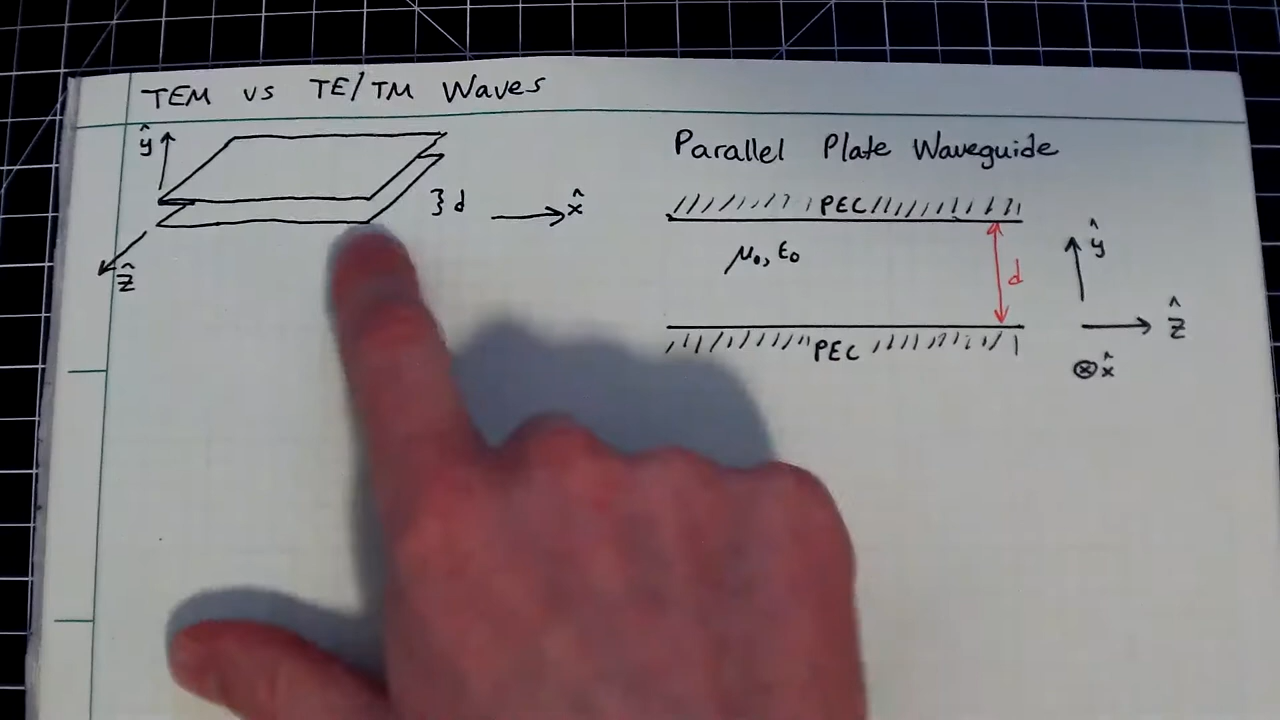 TEM vs TE/TM Waves
ŷ
} d
x̂
ẑ
Parallel Plate Waveguide
PEC
μ₀, ε₀
d
ŷ
ẑ
PEC
⊗ x̂